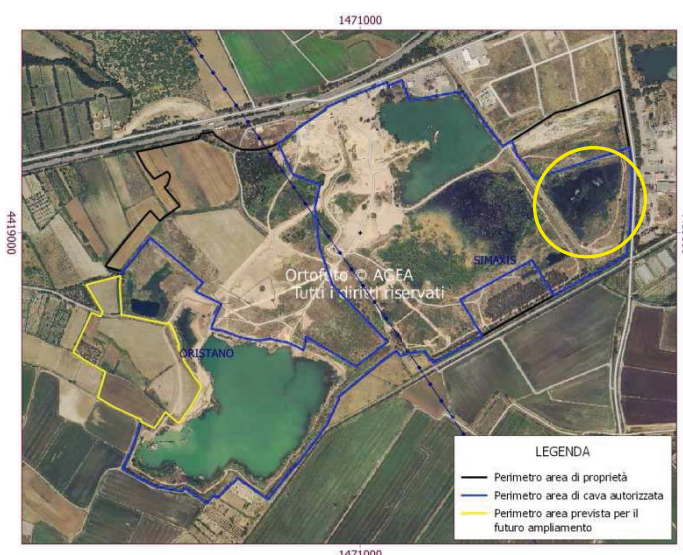 1471000
4419000
SIMAXIS
Ortofoto © AGEA
Tutti i diritti riservati
ORISTANO
LEGENDA
Perimetro area di proprietà
Perimetro area di cava autorizzata
Perimetro area prevista per il
futuro ampliamento
1471000